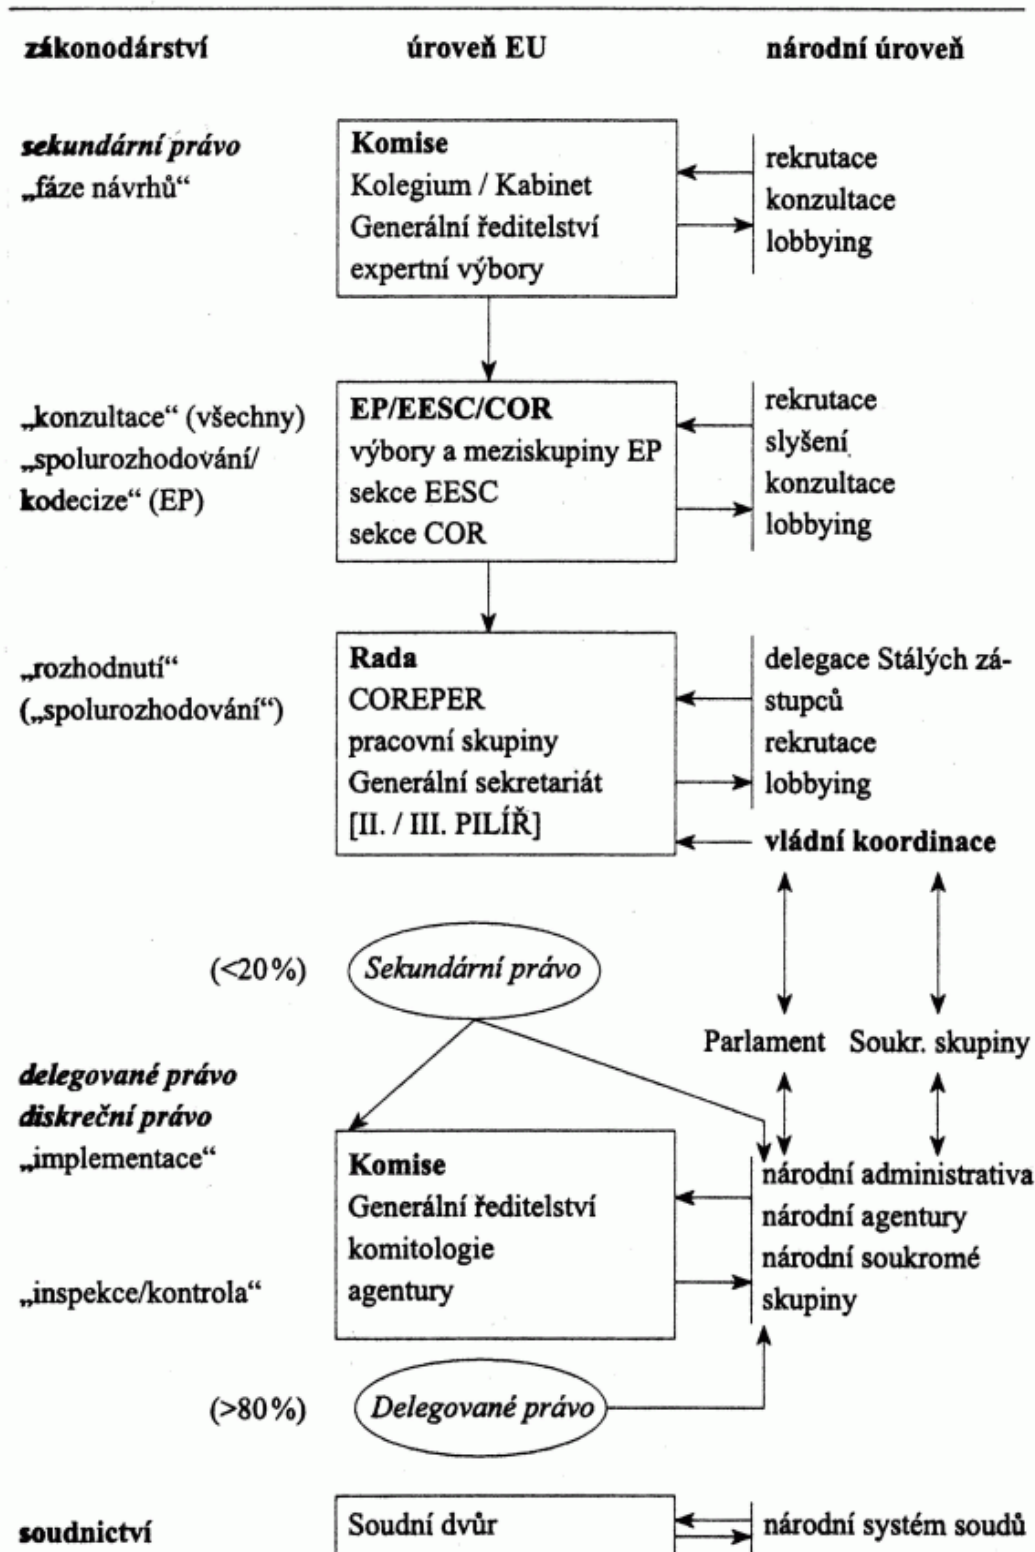 zákonodárství
úroveň EU
národní úroveň
sekundární právo
„fáze návrhů“
Komise
Kolegium / Kabinet
Generální ředitelství
expertní výbory
rekrutace
konzultace
lobbying
„konzultace“ (všechny)
„spolurozhodování/
kodecize“ (EP)
EP/EESC/COR
výbory a meziskupiny EP
sekce EESC
sekce COR
rekrutace
slyšení
konzultace
lobbying
„rozhodnutí“
(„spolurozhodování“)
Rada
COREPER
pracovní skupiny
Generální sekretariát
[II. / III. PILÍŘ]
delegace Stálých zá-
stupců
rekrutace
lobbying
vládní koordinace
(<20%)
Sekundární právo
Parlament
Soukr. skupiny
delegované právo
diskreční právo
„implementace“
„inspekce/kontrola“
Komise
Generální ředitelství
komitologie
agentury
národní administrativa
národní agentury
národní soukromé
skupiny
(>80%)
Delegované právo
soudnictví
Soudní dvůr
národní systém soudů